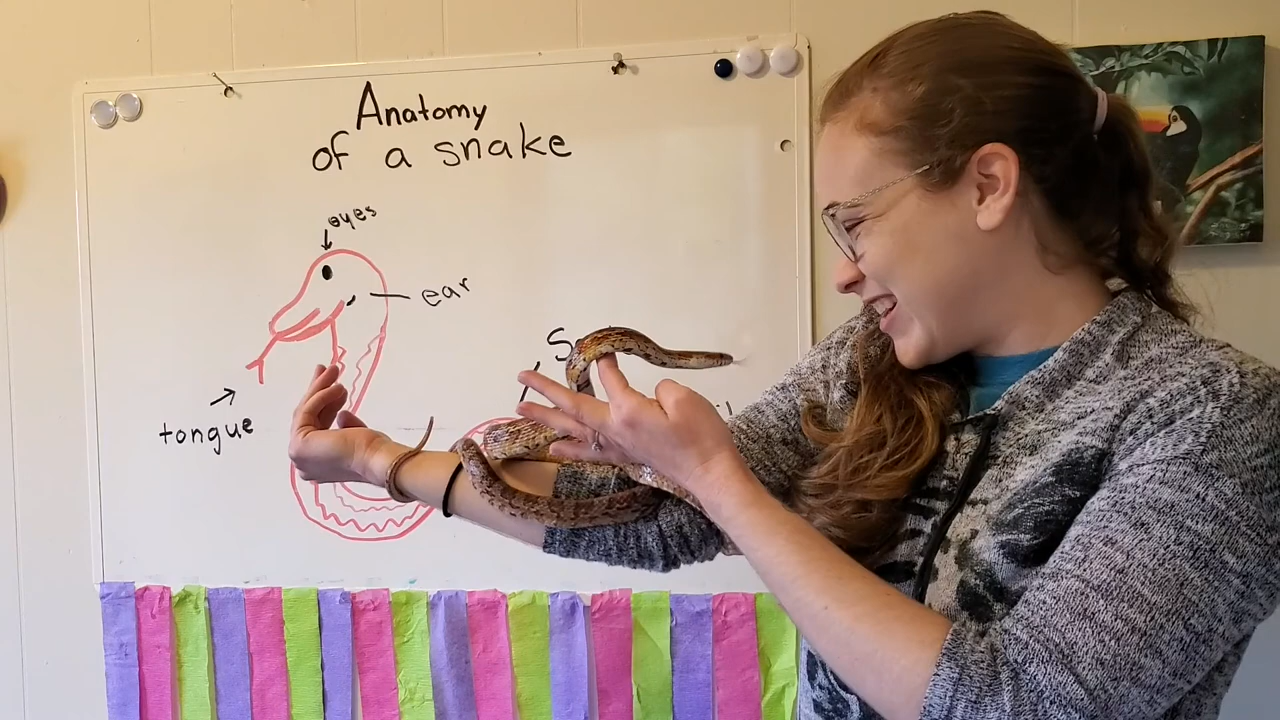 Anatomy
of a snake
eyes
ear
tongue